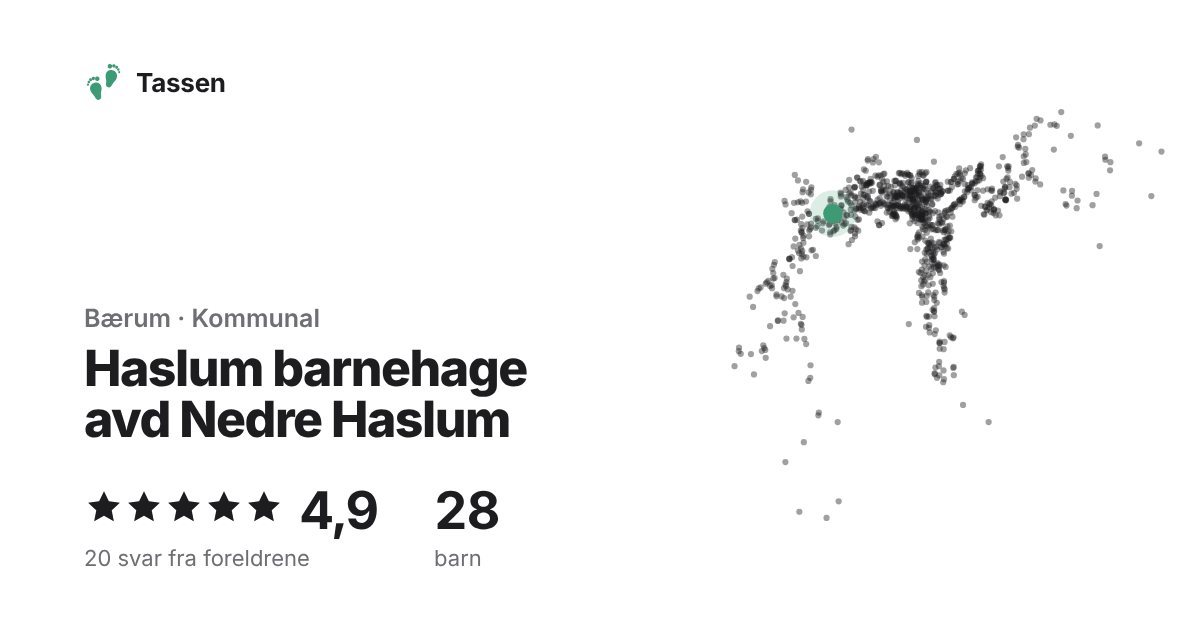 Tassen
Bærum · Kommunal
Haslum barnehage
avd Nedre Haslum
4,9
20 svar fra foreldrene
28
barn